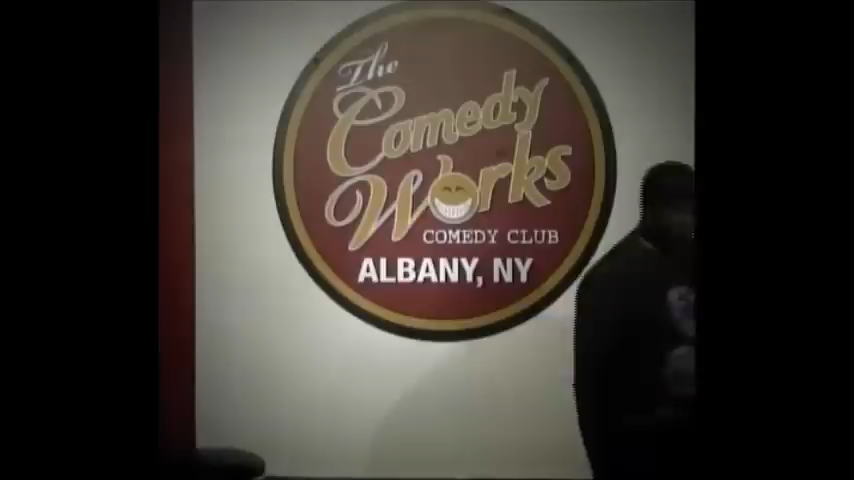 The
Comedy
Works
COMEDY CLUB
ALBANY, NY